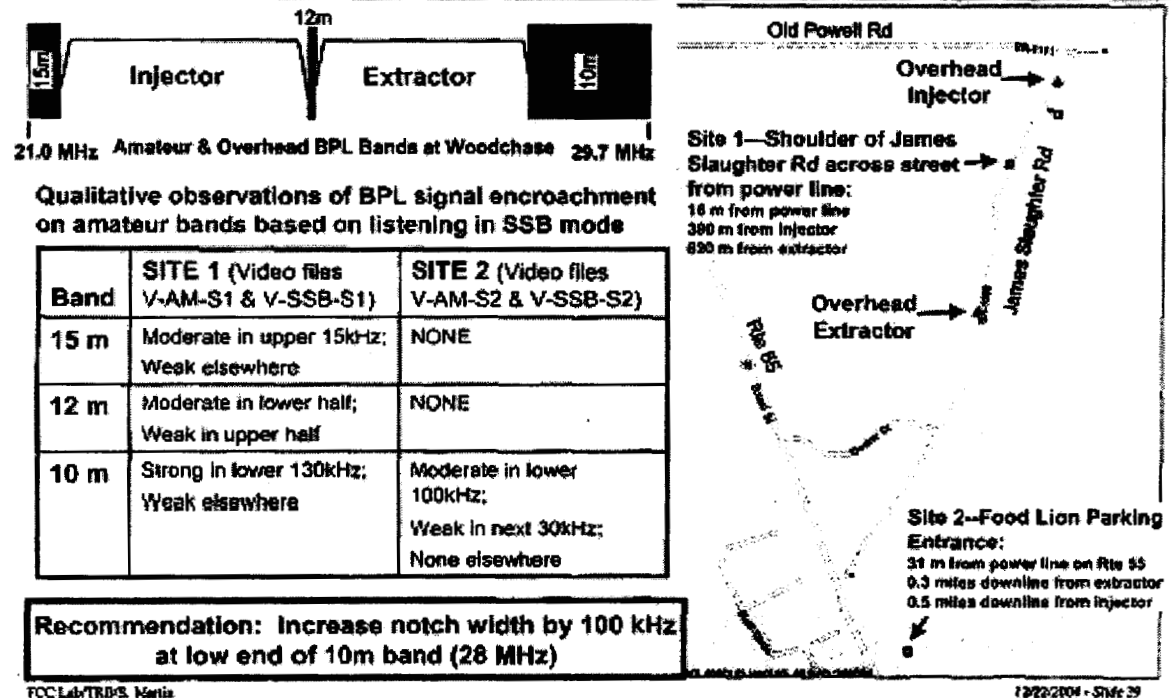 12m
15m
Injector
Extractor
10m
21.0 MHz
Amateur & Overhead BPL Bands at Woodchase
29.7 MHz
Qualitative observations of BPL signal encroachment
on amateur bands based on listening in SSB mode
Band
SITE 1 (Video files
V-AM-S1 & V-SSB-S1)
SITE 2 (Video files
V-AM-S2 & V-SSB-S2)
15 m
Moderate in upper 15kHz;
Weak elsewhere
NONE
12 m
Moderate in lower half;
Weak in upper half
NONE
10 m
Strong in lower 130kHz;
Weak elsewhere
Moderate in lower
100kHz;
Weak in next 30kHz;
None elsewhere
Recommendation: Increase notch width by 100 kHz
at low end of 10m band (28 MHz)
Old Powell Rd
Overhead
Injector
Site 1—Shoulder of James
Slaughter Rd across street
from power line:
16 m from power line
390 m from injector
from extractor
James Slaughter Rd
Overhead
Extractor
Rte 55
Site 2--Food Lion Parking
Entrance:
31 m from power line on Rte 55
0.3 miles downline from extractor
0.5 miles downline from injector
FCC Lab/TRB/S. Martin
12/22/2004 - Slide 29